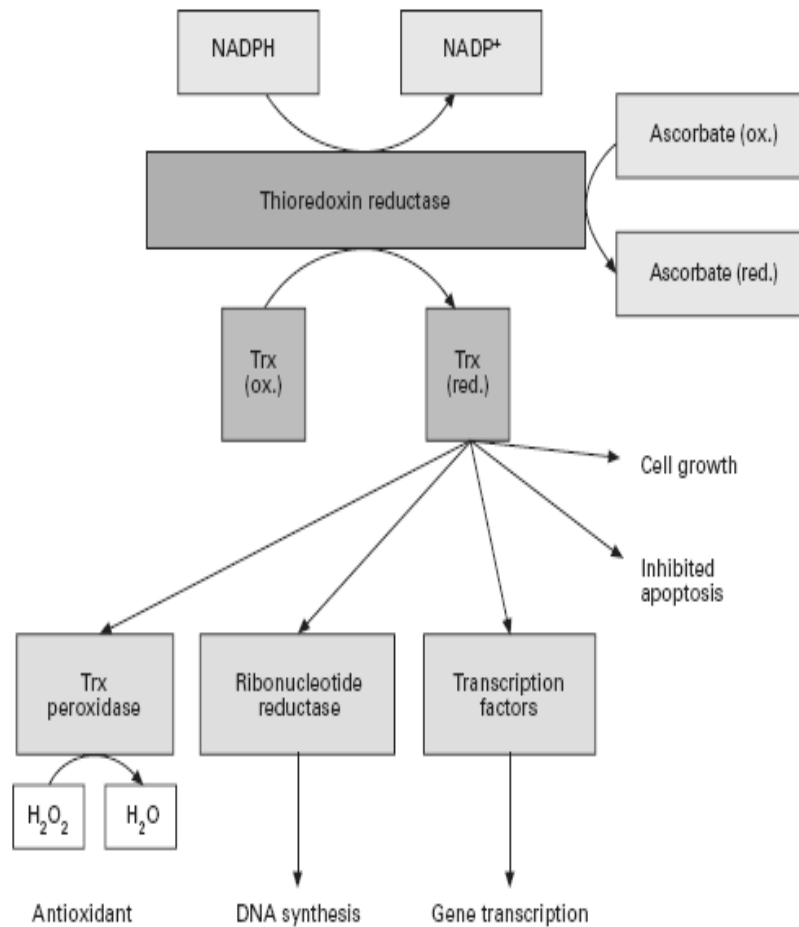 NADPH
NADP+
Ascorbate (ox.)
Thioredoxin reductase
Ascorbate (red.)
Trx
(ox.)
Trx
(red.)
Cell growth
Inhibited
apoptosis
Trx
peroxidase
Ribonucleotide
reductase
Transcription
factors
H₂O₂
H₂O
Antioxidant
DNA synthesis
Gene transcription